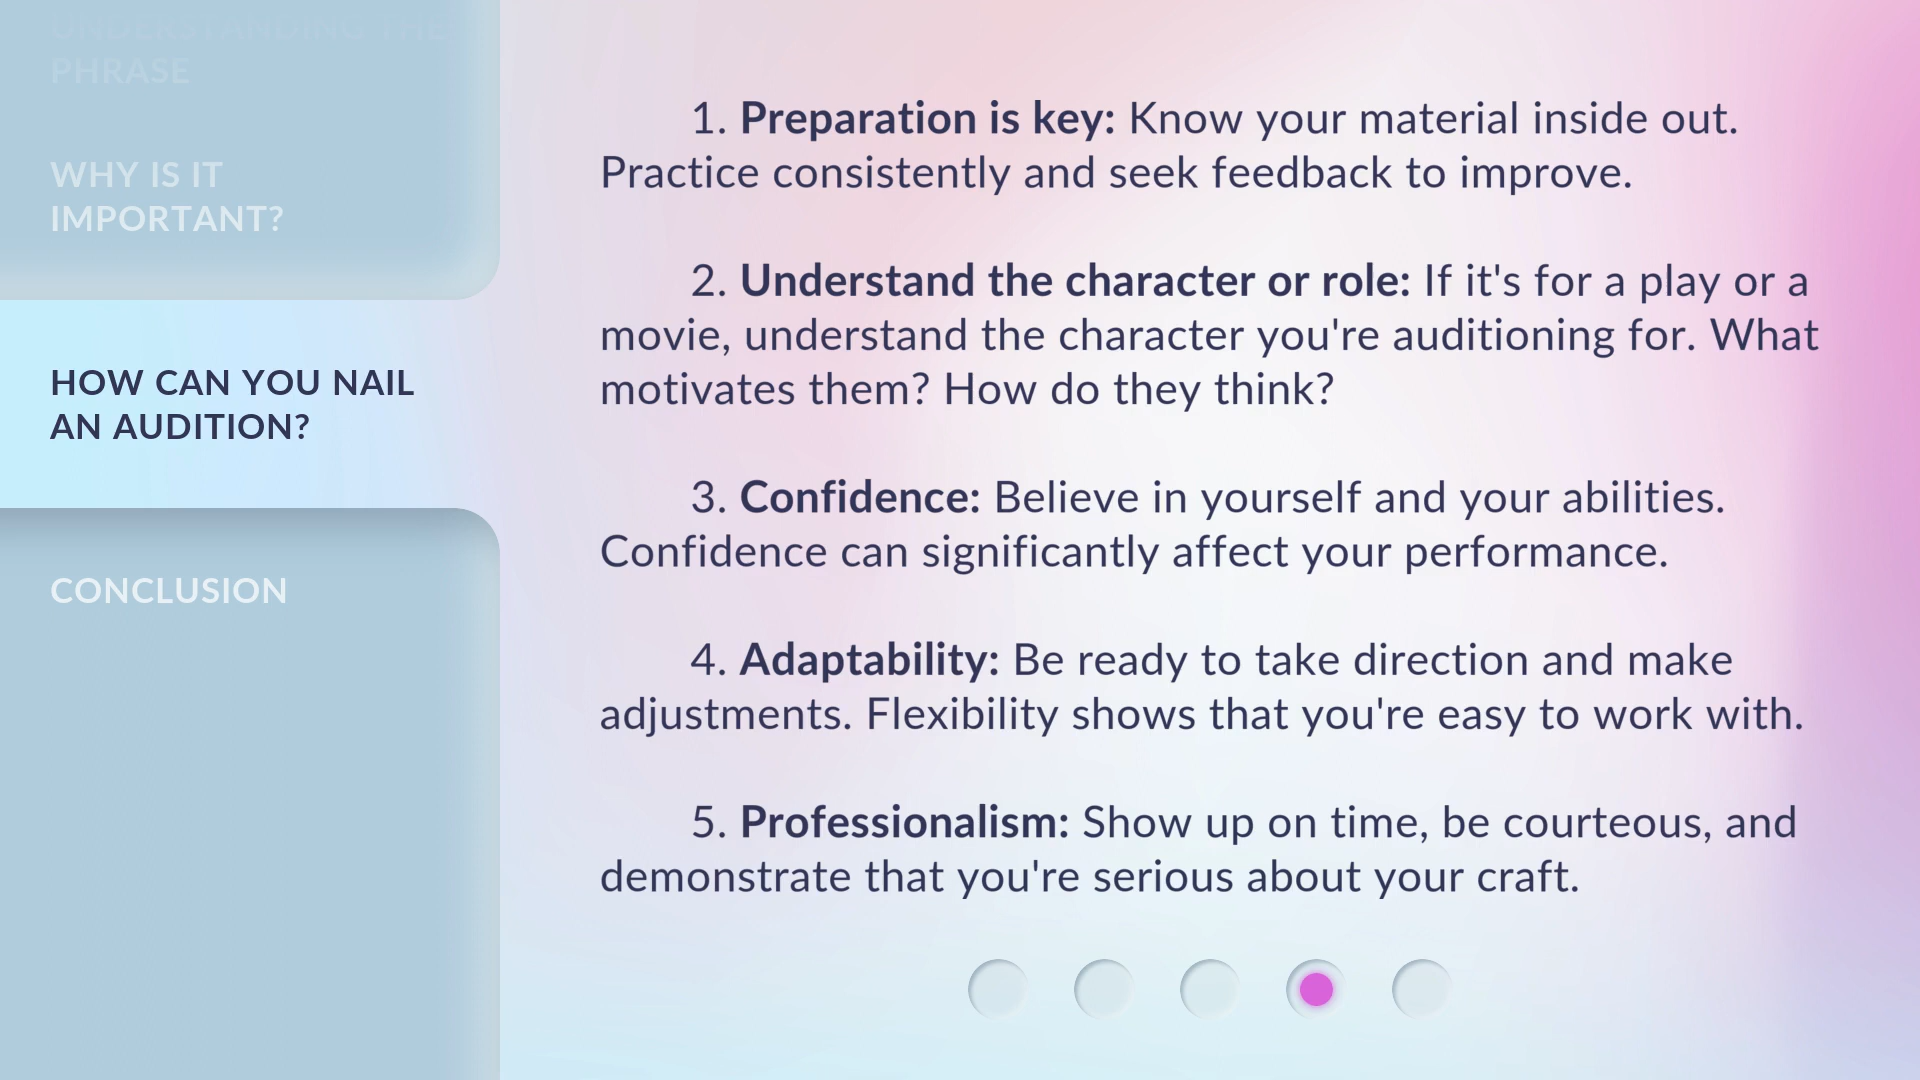 UNDERSTANDING THE
PHRASE
WHY IS IT
IMPORTANT?
HOW CAN YOU NAIL
AN AUDITION?
CONCLUSION
1. Preparation is key: Know your material inside out.
Practice consistently and seek feedback to improve.
2. Understand the character or role: If it's for a play or a
movie, understand the character you're auditioning for. What
motivates them? How do they think?
3. Confidence: Believe in yourself and your abilities.
Confidence can significantly affect your performance.
4. Adaptability: Be ready to take direction and make
adjustments. Flexibility shows that you're easy to work with.
5. Professionalism: Show up on time, be courteous, and
demonstrate that you're serious about your craft.